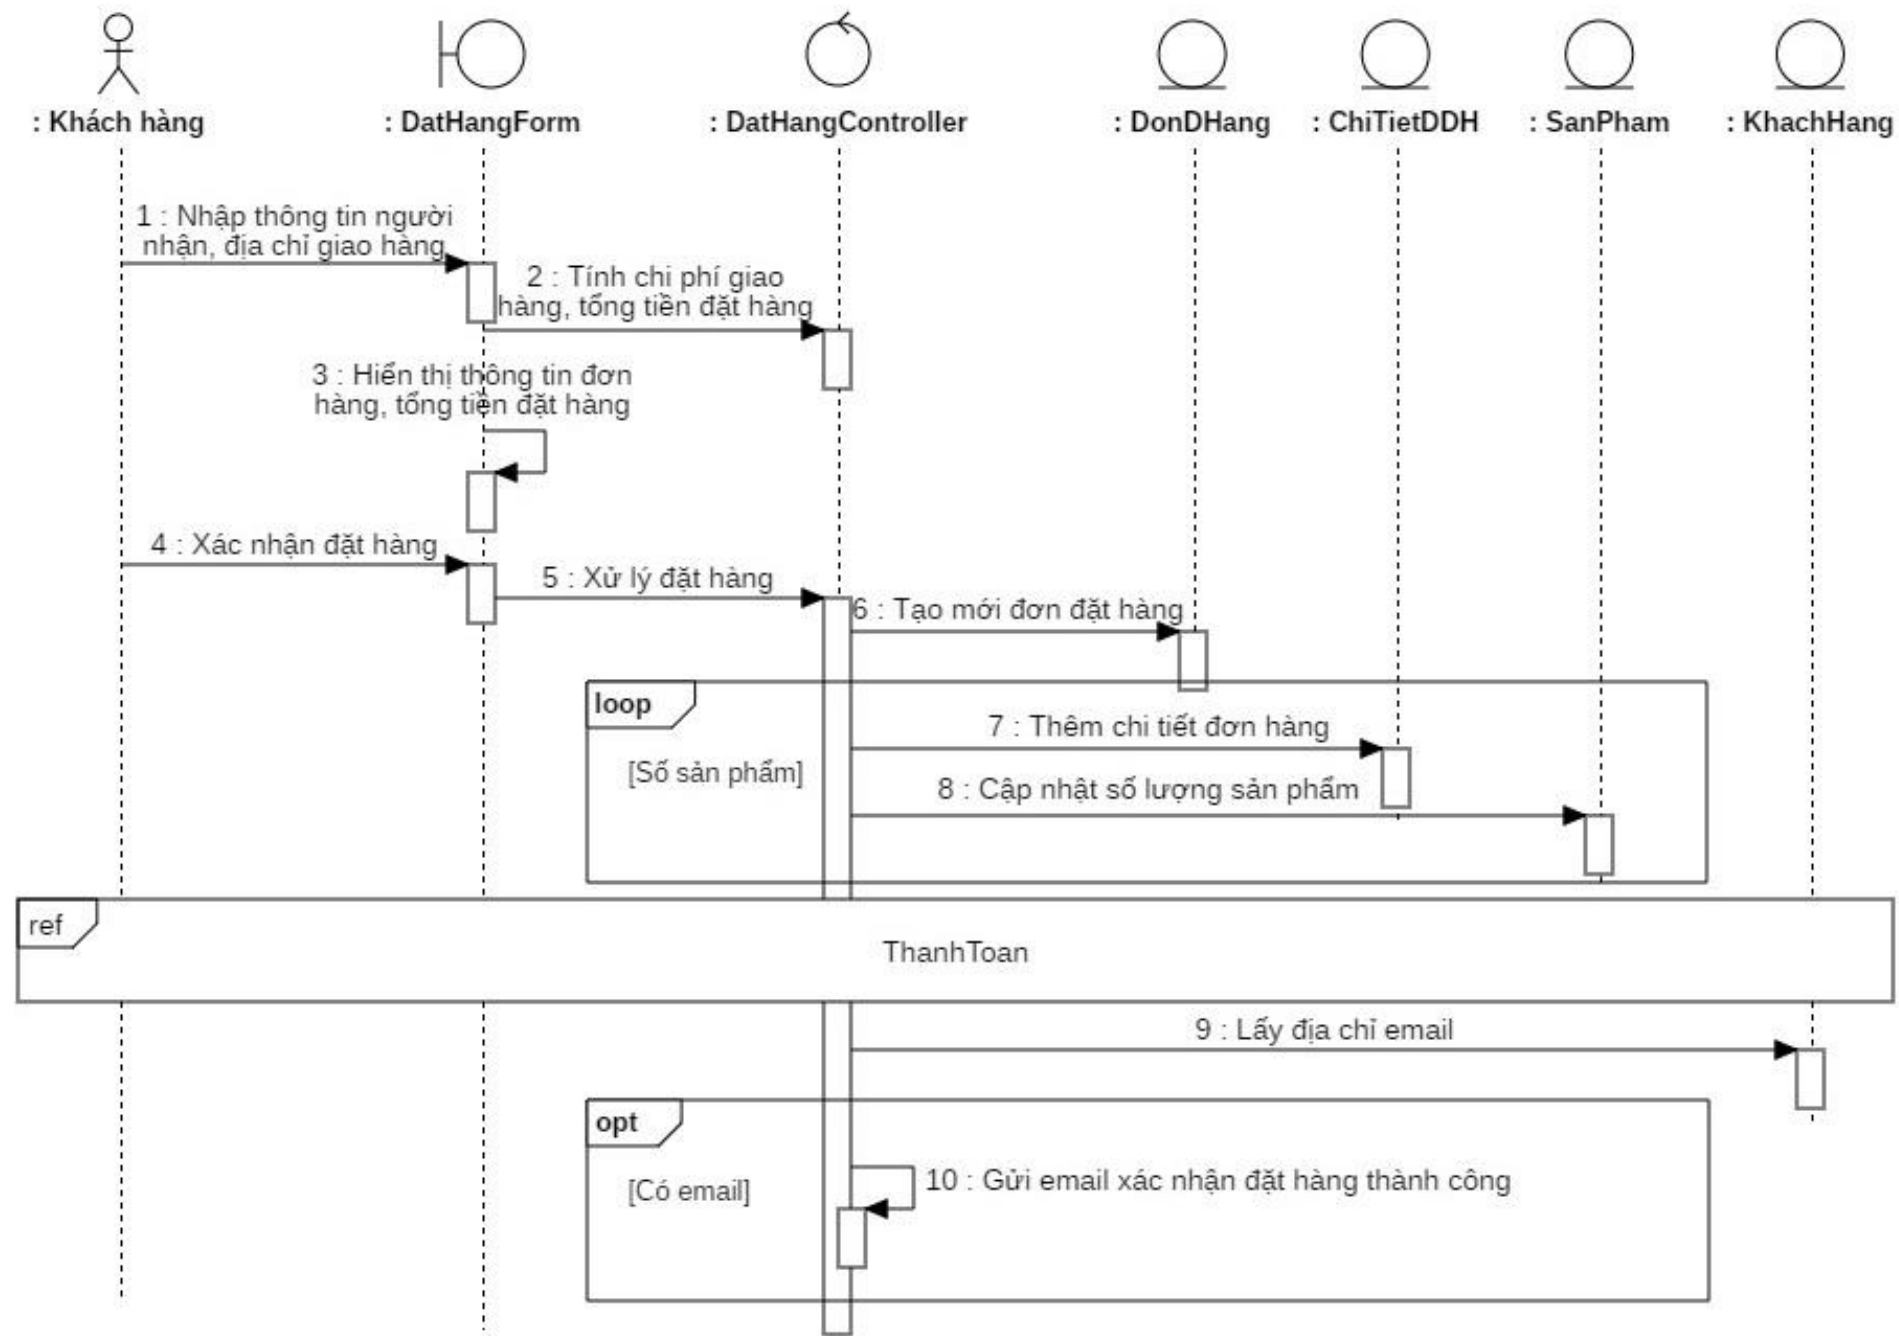 : Khách hàng
: DatHangForm
: DatHangController
: DonDHang
: ChiTietDDH
: SanPham
: KhachHang
1 : Nhập thông tin người
nhận, địa chỉ giao hàng
2 : Tính chi phí giao
hàng, tổng tiền đặt hàng
3 : Hiển thị thông tin đơn
hàng, tổng tiền đặt hàng
4 : Xác nhận đặt hàng
5 : Xử lý đặt hàng
6 : Tạo mới đơn đặt hàng
loop
7 : Thêm chi tiết đơn hàng
[Số sản phẩm]
8 : Cập nhật số lượng sản phẩm
ref
ThanhToan
9 : Lấy địa chỉ email
opt
10 : Gửi email xác nhận đặt hàng thành công
[Có email]